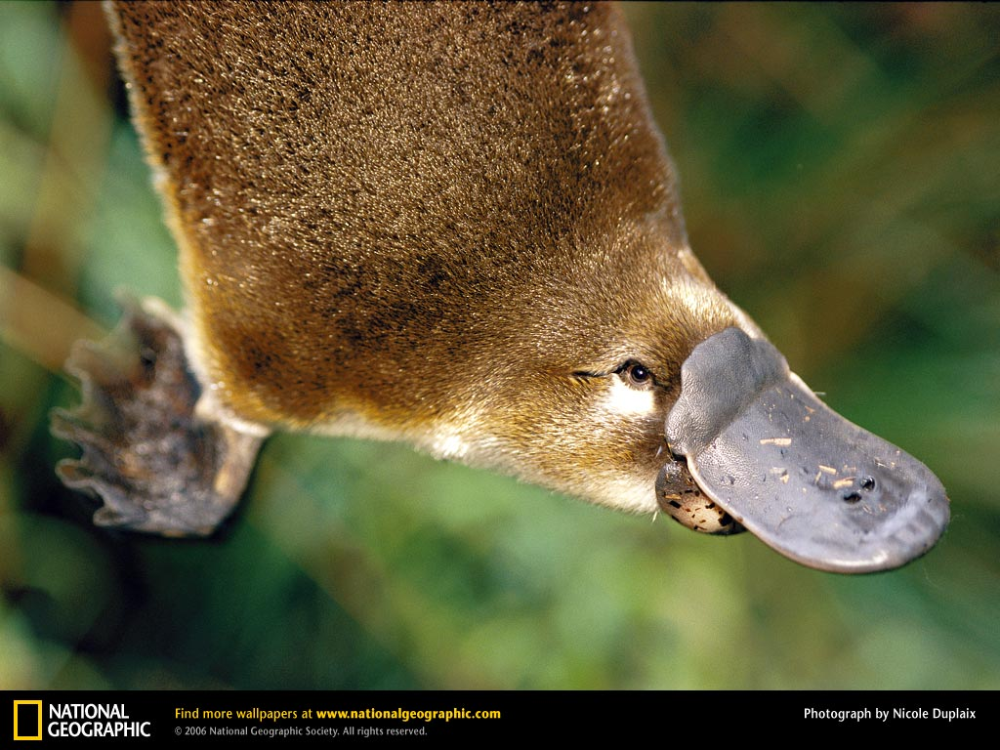 NATIONAL
GEOGRAPHIC
Find more wallpapers at www.nationalgeographic.com
© 2006 National Geographic Society. All rights reserved.
Photograph by Nicole Duplaix